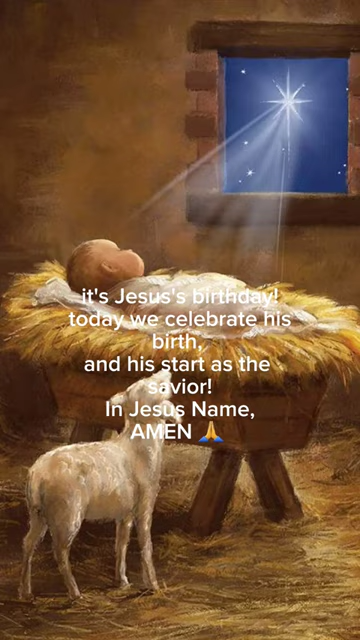 it's Jesus's birthday!
today we celebrate his
birth,
and his start as the
savior!
In Jesus Name,
AMEN 🙏